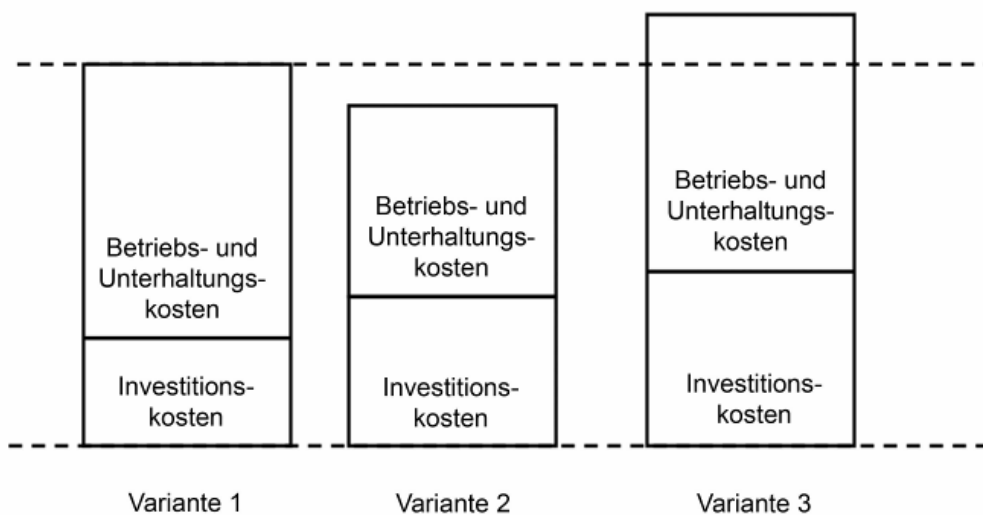 Betriebs- und
Unterhaltungs-
kosten
Investitions-
kosten
Variante 1
Betriebs- und
Unterhaltungs-
kosten
Investitions-
kosten
Variante 2
Betriebs- und
Unterhaltungs-
kosten
Investitions-
kosten
Variante 3